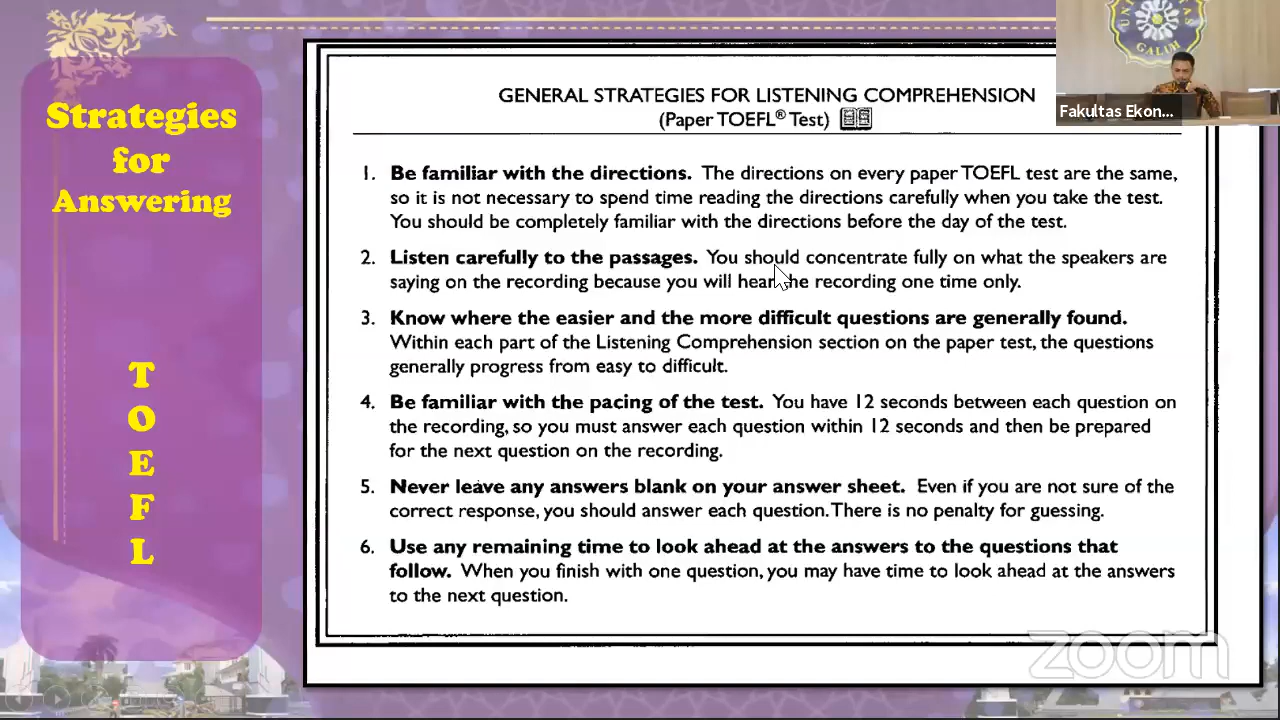 Strategies
for
Answering
T
O
E
F
L
GENERAL STRATEGIES FOR LISTENING COMPREHENSION
(Paper TOEFL® Test)
1. Be familiar with the directions. The directions on every paper TOEFL test are the same,
so it is not necessary to spend time reading the directions carefully when you take the test.
You should be completely familiar with the directions before the day of the test.
2. Listen carefully to the passages. You should concentrate fully on what the speakers are
saying on the recording because you will hear the recording one time only.
3. Know where the easier and the more difficult questions are generally found.
Within each part of the Listening Comprehension section on the paper test, the questions
generally progress from easy to difficult.
4. Be familiar with the pacing of the test. You have 12 seconds between each question on
the recording, so you must answer each question within 12 seconds and then be prepared
for the next question on the recording.
5. Never leave any answers blank on your answer sheet. Even if you are not sure of the
correct response, you should answer each question. There is no penalty for guessing.
6. Use any remaining time to look ahead at the answers to the questions that
follow. When you finish with one question, you may have time to look ahead at the answers
to the next question.
GALUH
Fakultas Ekon...
zoom